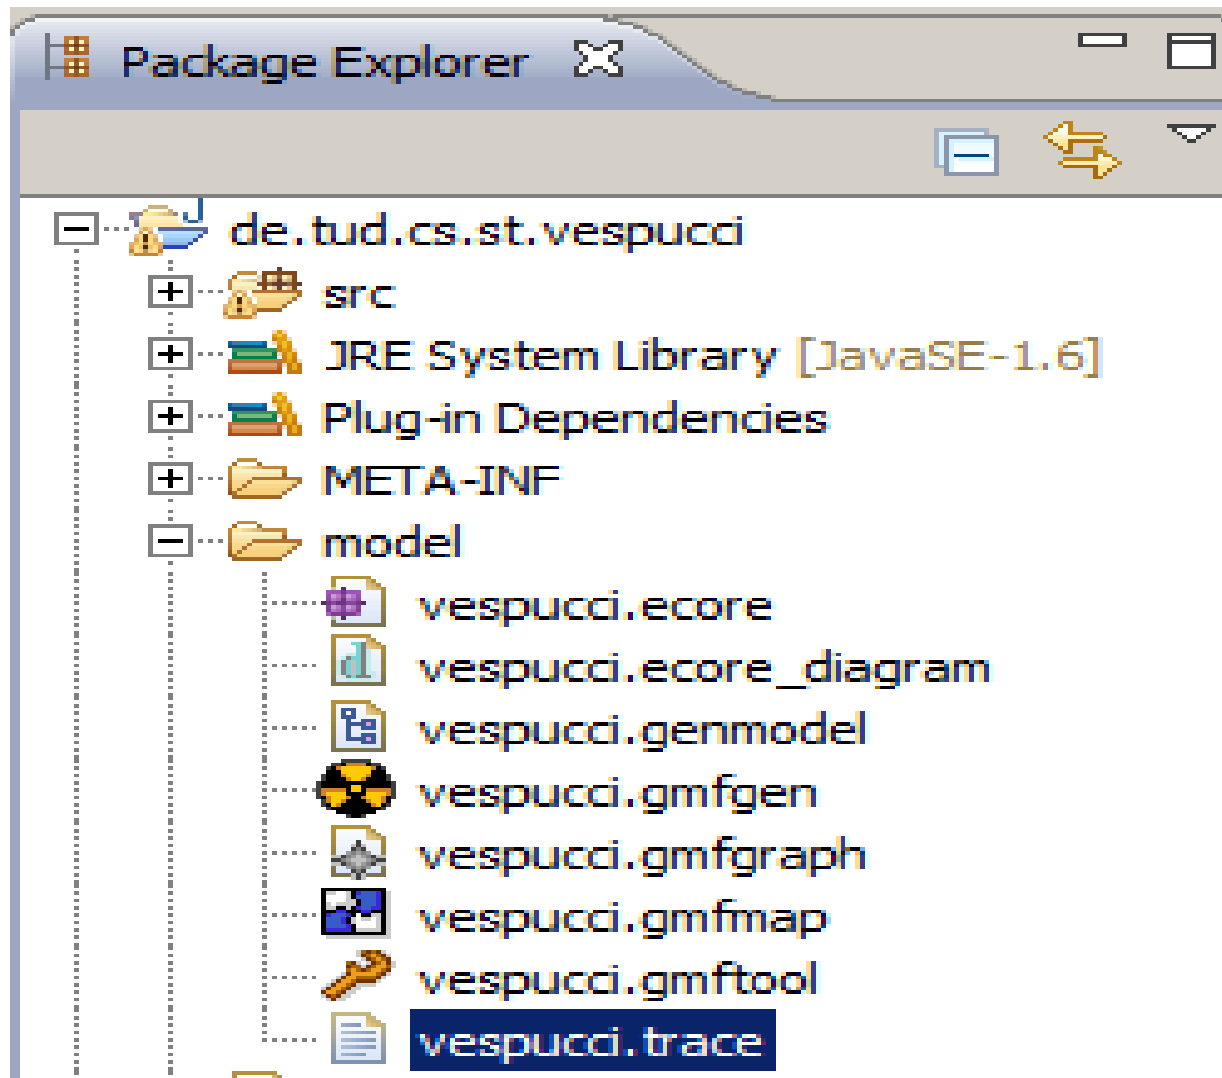 Package Explorer
de.tud.cs.st.vespucci
src
JRE System Library [JavaSE-1.6]
Plug-in Dependencies
META-INF
model
vespucci.ecore
vespucci.ecore_diagram
vespucci.genmodel
vespucci.gmfgen
vespucci.gmfgraph
vespucci.gmfmap
vespucci.gmftool
vespucci.trace